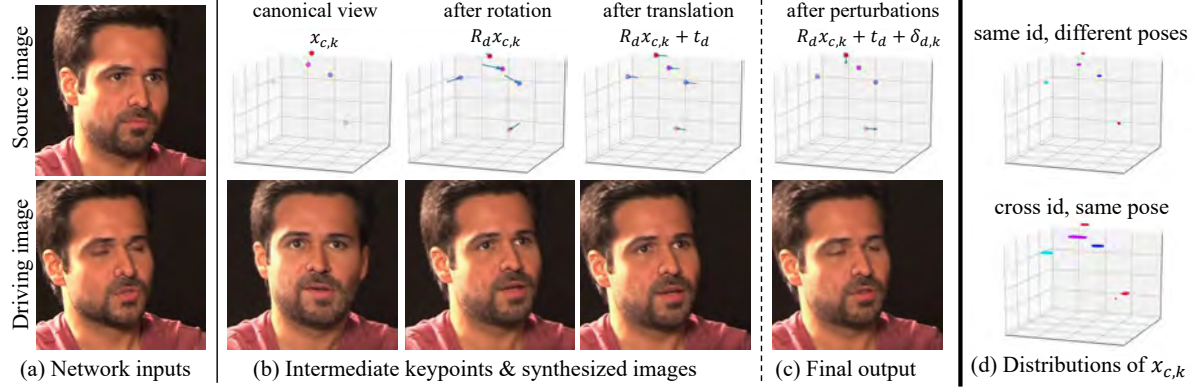 Source image
Driving image
(a) Network inputs
canonical view
x_{c,k}
after rotation
R_d x_{c,k}
after translation
R_d x_{c,k} + t_d
(b) Intermediate keypoints & synthesized images
after perturbations
R_d x_{c,k} + t_d + δ_{d,k}
(c) Final output
same id, different poses
cross id, same pose
(d) Distributions of x_{c,k}